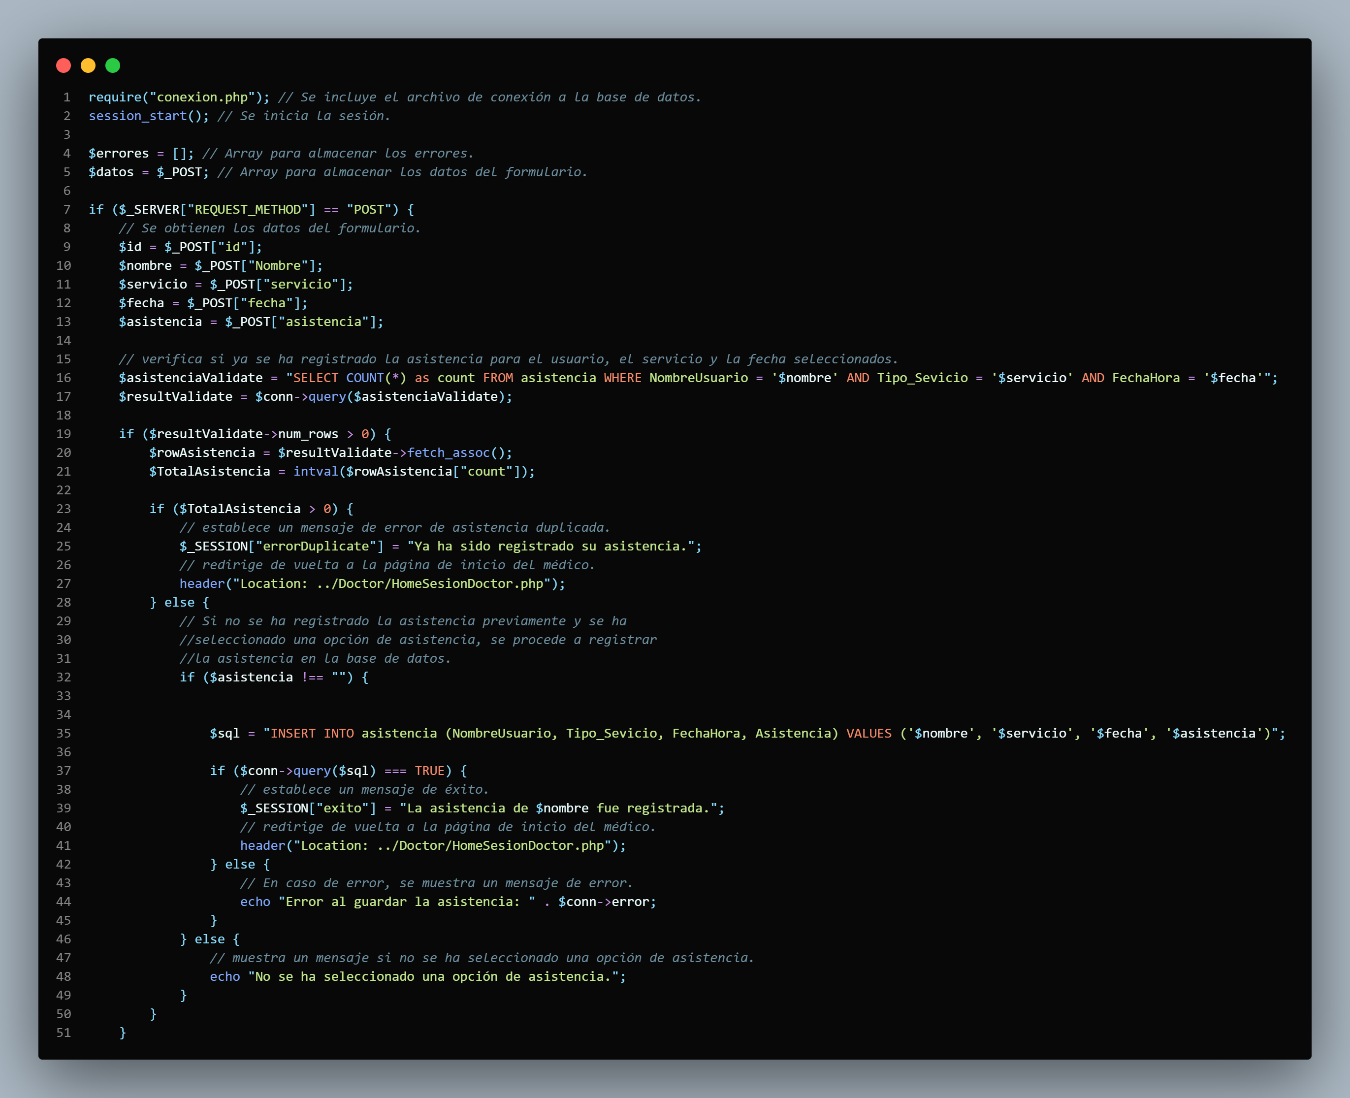 1 require("conexion.php"); // Se incluye el archivo de conexión a la base de datos.
2 session_start(); // Se inicia la sesión.
3
4 $errores = []; // Array para almacenar los errores.
5 $datos = $_POST; // Array para almacenar los datos del formulario.
6
7 if ($_SERVER["REQUEST_METHOD"] == "POST") {
8     // Se obtienen los datos del formulario.
9     $id = $_POST["id"];
10     $nombre = $_POST["Nombre"];
11     $servicio = $_POST["servicio"];
12     $fecha = $_POST["fecha"];
13     $asistencia = $_POST["asistencia"];
14
15     // verifica si ya se ha registrado la asistencia para el usuario, el servicio y la fecha seleccionados.
16     $asistenciaValidate = "SELECT COUNT(*) as count FROM asistencia WHERE NombreUsuario = '$nombre' AND Tipo_Sevicio = '$servicio' AND FechaHora = '$fecha'";
17     $resultValidate = $conn->query($asistenciaValidate);
18
19     if ($resultValidate->num_rows > 0) {
20         $rowAsistencia = $resultValidate->fetch_assoc();
21         $TotalAsistencia = intval($rowAsistencia["count"]);
22
23         if ($TotalAsistencia > 0) {
24             // establece un mensaje de error de asistencia duplicada.
25             $_SESSION["errorDuplicate"] = "Ya ha sido registrado su asistencia.";
26             // redirige de vuelta a la página de inicio del médico.
27             header("Location: ../Doctor/HomeSesionDoctor.php");
28         } else {
29             // Si no se ha registrado la asistencia previamente y se ha
30             //seleccionado una opción de asistencia, se procede a registrar
31             //la asistencia en la base de datos.
32             if ($asistencia !== "") {
33
34
35                 $sql = "INSERT INTO asistencia (NombreUsuario, Tipo_Sevicio, FechaHora, Asistencia) VALUES ('$nombre', '$servicio', '$fecha', '$asistencia')";
36
37                 if ($conn->query($sql) === TRUE) {
38                     // establece un mensaje de éxito.
39                     $_SESSION["exito"] = "La asistencia de $nombre fue registrada.";
40                     // redirige de vuelta a la página de inicio del médico.
41                     header("Location: ../Doctor/HomeSesionDoctor.php");
42                 } else {
43                     // En caso de error, se muestra un mensaje de error.
44                     echo "Error al guardar la asistencia: " . $conn->error;
45                 }
46             } else {
47                 // muestra un mensaje si no se ha seleccionado una opción de asistencia.
48                 echo "No se ha seleccionado una opción de asistencia.";
49             }
50         }
51     }